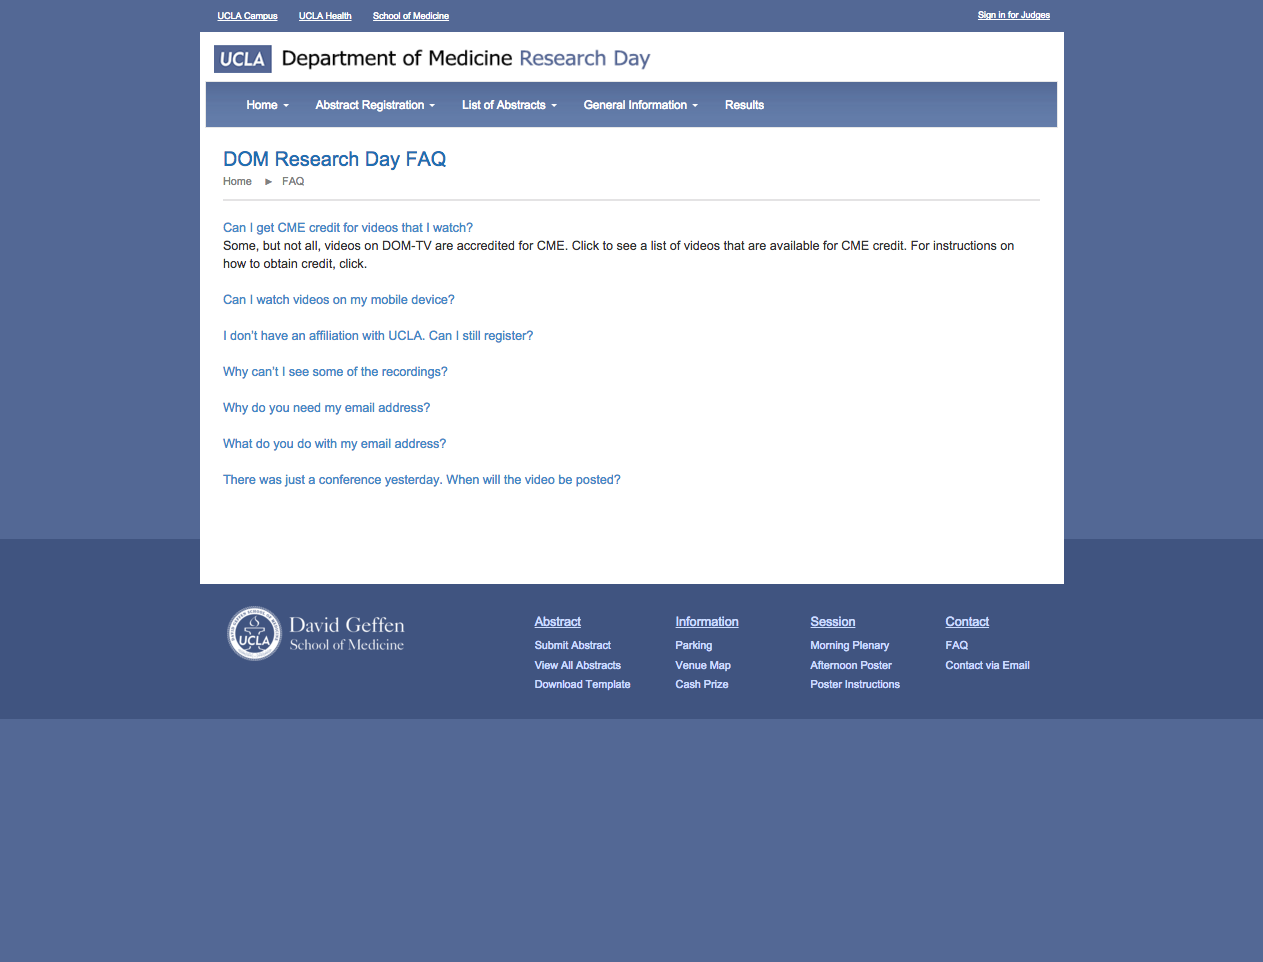 UCLA Campus UCLA Health School of Medicine Sign in for Judges
UCLA Department of Medicine Research Day
Home Abstract Registration List of Abstracts General Information Results
DOM Research Day FAQ
Home ► FAQ
Can I get CME credit for videos that I watch?
Some, but not all, videos on DOM-TV are accredited for CME. Click to see a list of videos that are available for CME credit. For instructions on
how to obtain credit, click.
Can I watch videos on my mobile device?
I don’t have an affiliation with UCLA. Can I still register?
Why can’t I see some of the recordings?
Why do you need my email address?
What do you do with my email address?
There was just a conference yesterday. When will the video be posted?
UCLA
David Geffen
School of Medicine
Abstract
Submit Abstract
View All Abstracts
Download Template
Information
Parking
Venue Map
Cash Prize
Session
Morning Plenary
Afternoon Poster
Poster Instructions
Contact
FAQ
Contact via Email